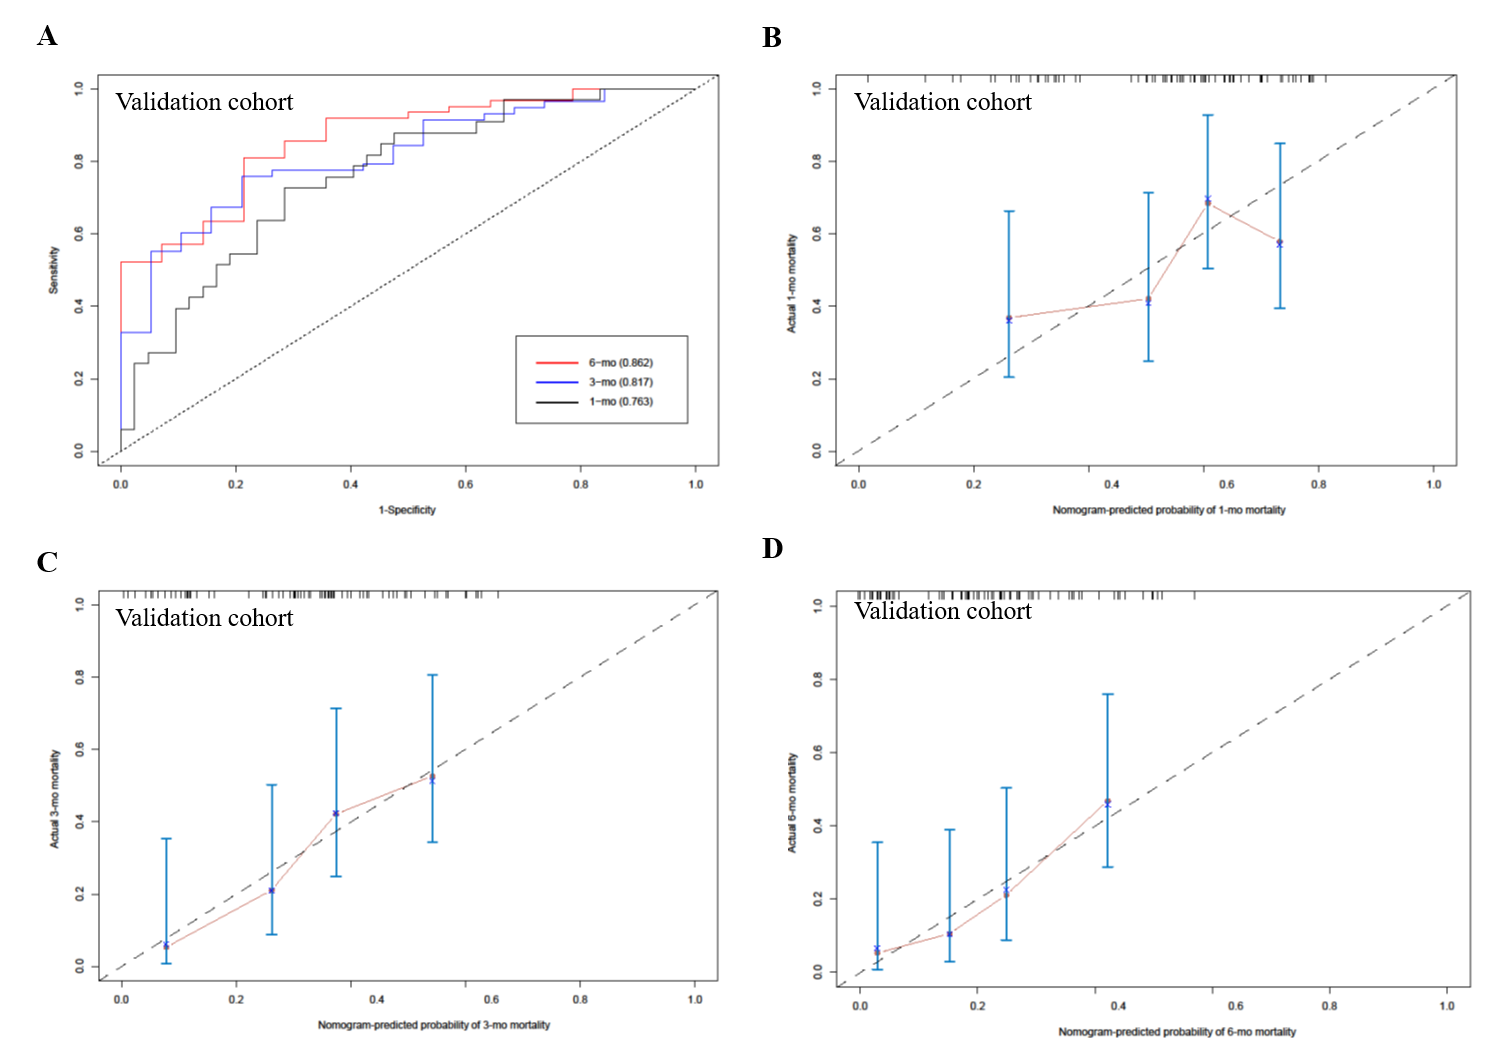 A
Validation cohort
Sensitivity
1.0
0.8
0.6
0.4
0.2
0.0
6-mo (0.862)
3-mo (0.817)
1-mo (0.763)
0.0 0.2 0.4 0.6 0.8 1.0
1-Specificity
B
Validation cohort
Actual 1-mo mortality
1.0
0.8
0.6
0.4
0.2
0.0
0.0 0.2 0.4 0.6 0.8 1.0
Nomogram-predicted probability of 1-mo mortality
C
Validation cohort
Actual 3-mo mortality
1.0
0.8
0.6
0.4
0.2
0.0
0.0 0.2 0.4 0.6 0.8 1.0
Nomogram-predicted probability of 3-mo mortality
D
Validation cohort
Actual 6-mo mortality
1.0
0.8
0.6
0.4
0.2
0.0
0.0 0.2 0.4 0.6 0.8 1.0
Nomogram-predicted probability of 6-mo mortality